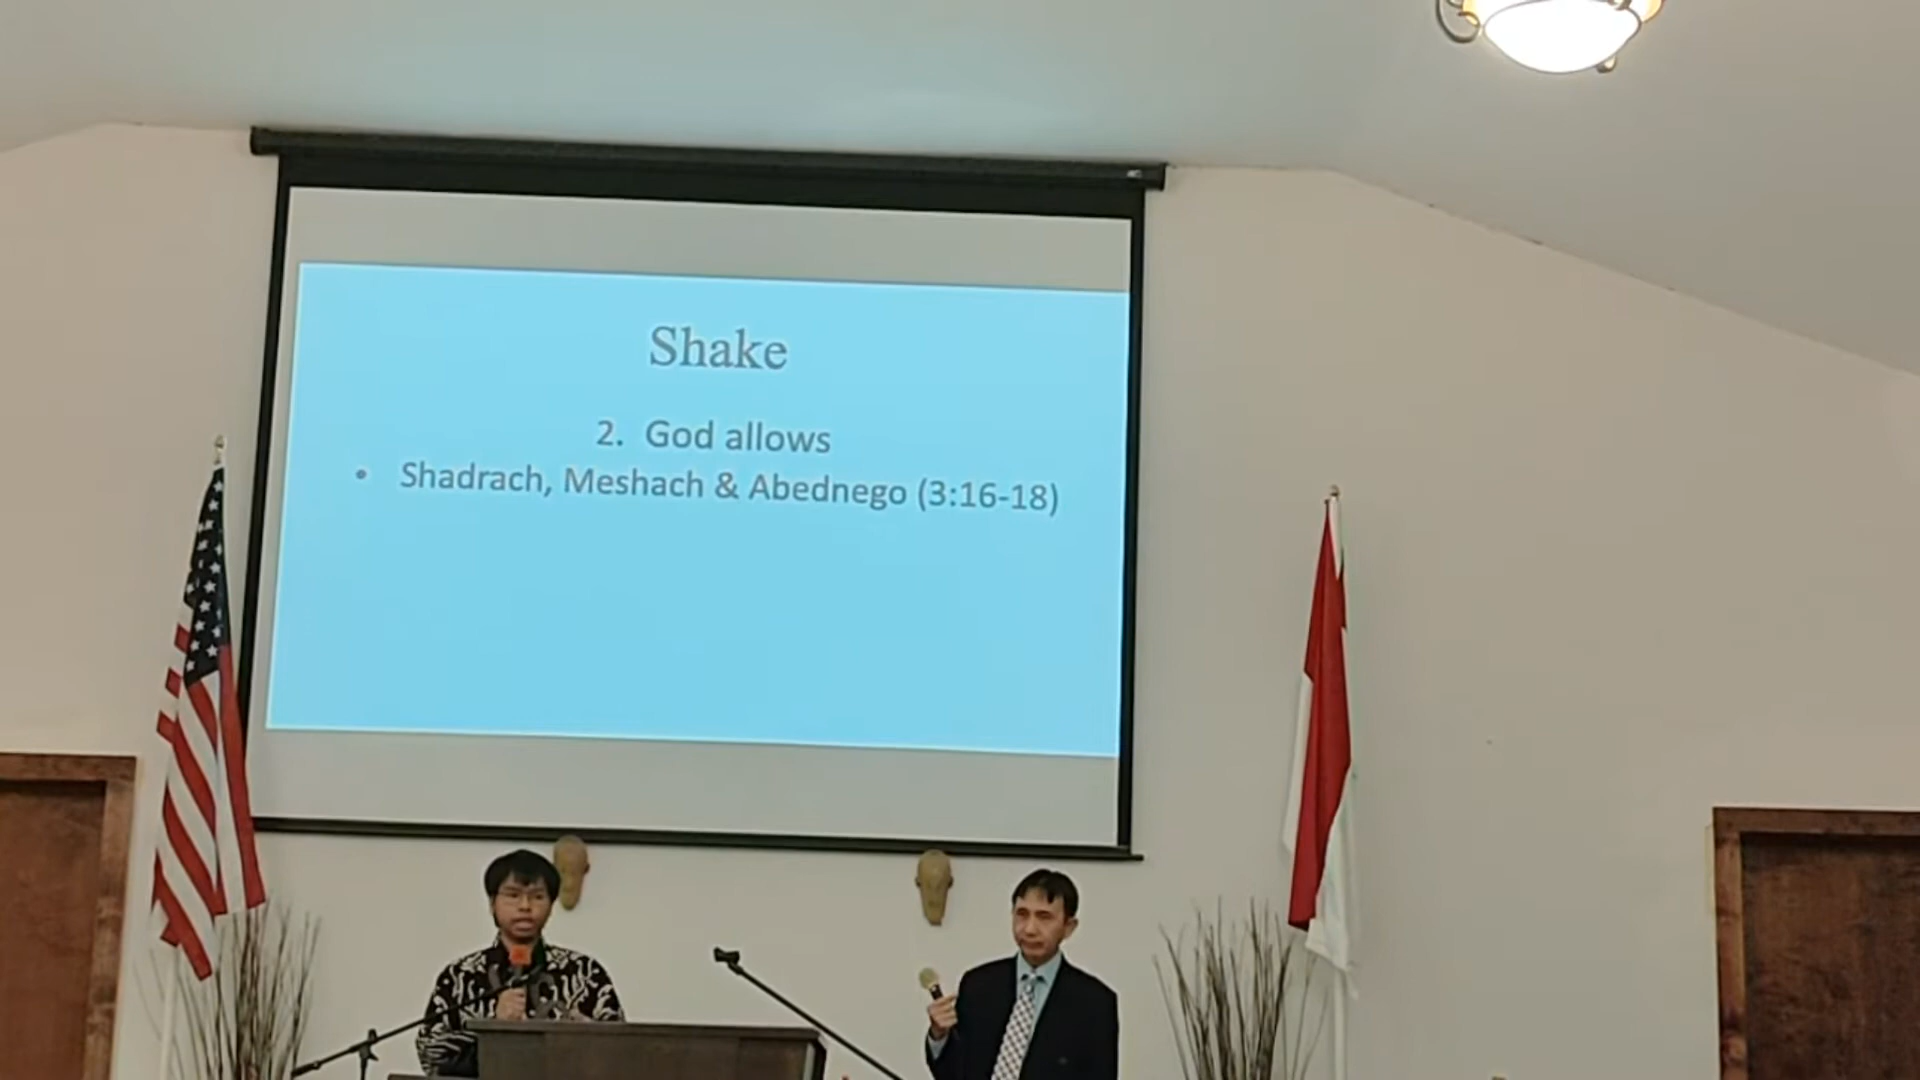 Shake
2. God allows
• Shadrach, Meshach & Abednego (3:16-18)